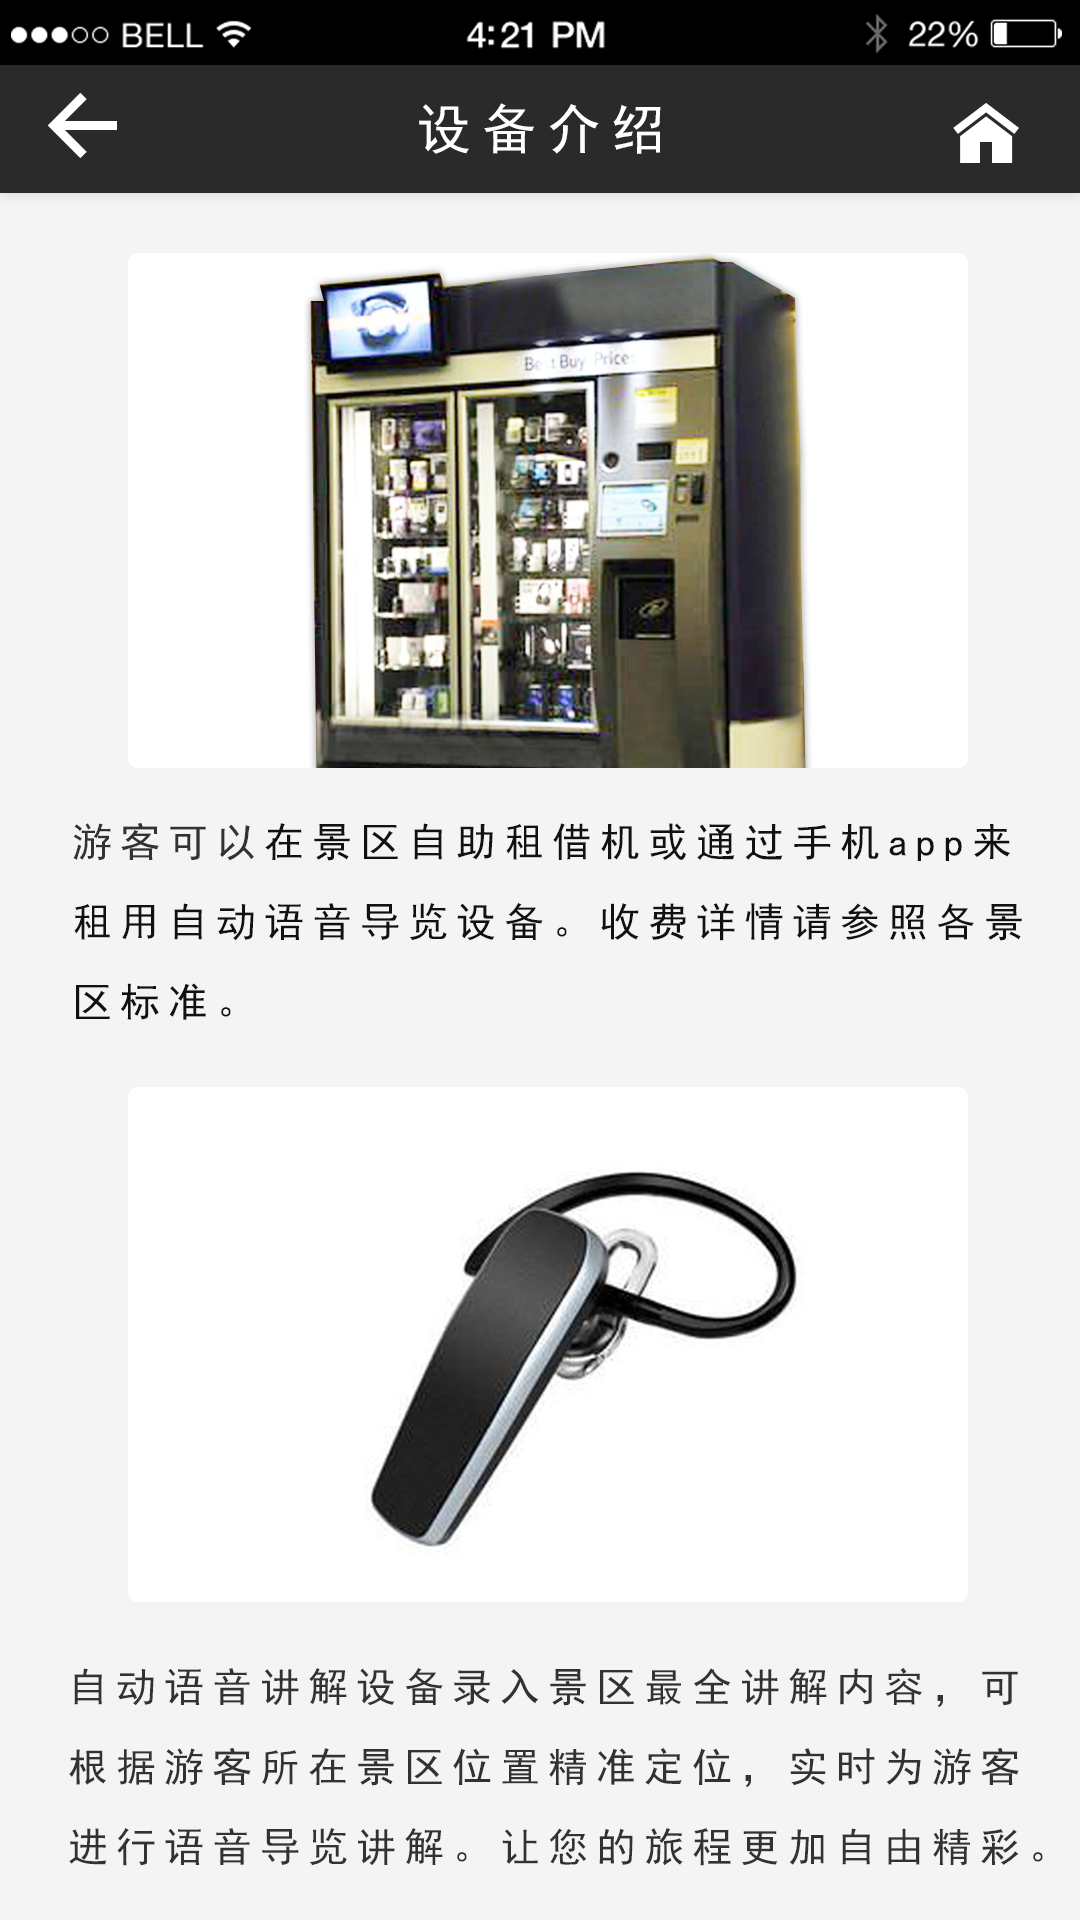 BELL 4:21 PM 22%
设备介绍
Best Buy Price
游客可以在景区自助租借机或通过手机app来
租用自动语音导览设备。收费详情请参照各景
区标准。
自动语音讲解设备录入景区最全讲解内容，可
根据游客所在景区位置精准定位，实时为游客
进行语音导览讲解。让您的旅程更加自由精彩。